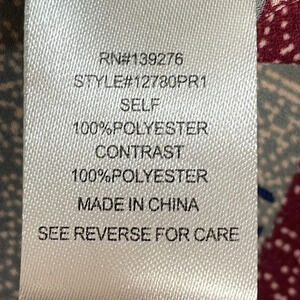 RN#139276
STYLE#12780PR1
SELF
100%POLYESTER
CONTRAST
100%POLYESTER
MADE IN CHINA
SEE REVERSE FOR CARE